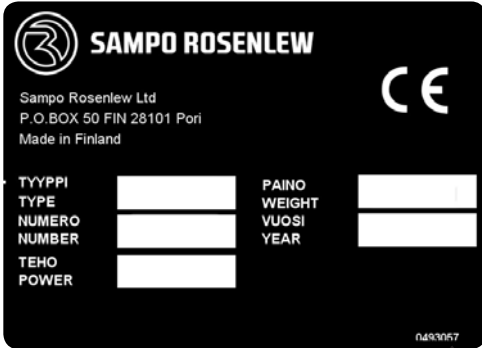 SAMPO ROSENLEW
CE
Sampo Rosenlew Ltd
P.O.BOX 50 FIN 28101 Pori
Made in Finland
TYYPPI
TYPE
NUMERO
NUMBER
TEHO
POWER
PAINO
WEIGHT
VUOSI
YEAR
0493057